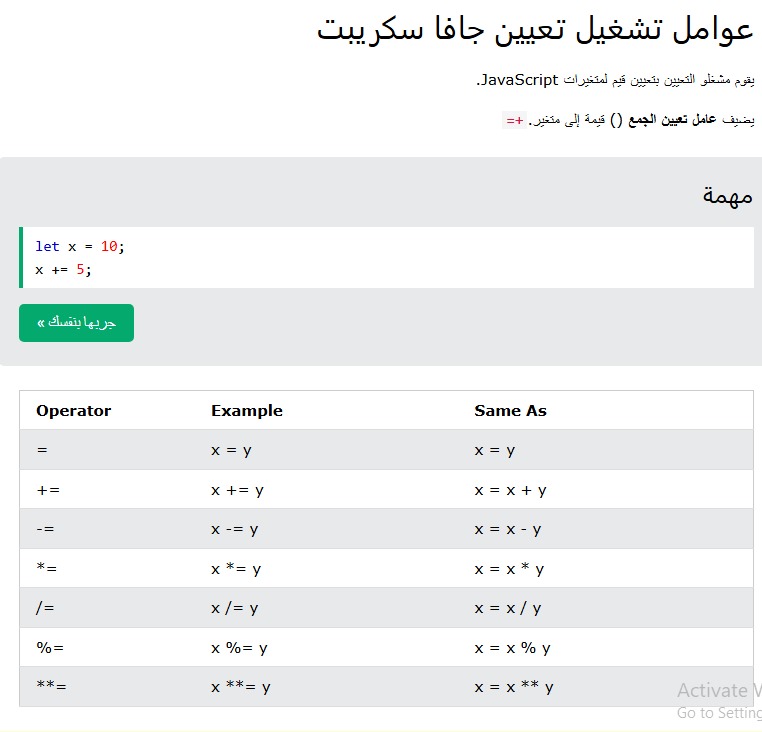 عوامل تشغيل تعيين جافا سكريبت
يقوم مشغلو التعيين بتعيين قيم لمتغيرات JavaScript.
يضيف عامل تعيين الجمع () قيمة إلى متغير. +=
مهمة
let x = 10;
x += 5;
جربها بنفسك »
Operator Example Same As
= x = y x = y
+= x += y x = x + y
-= x -= y x = x - y
*= x *= y x = x * y
/= x /= y x = x / y
%= x %= y x = x % y
**= x **= y x = x ** y
Activate W
Go to Setting